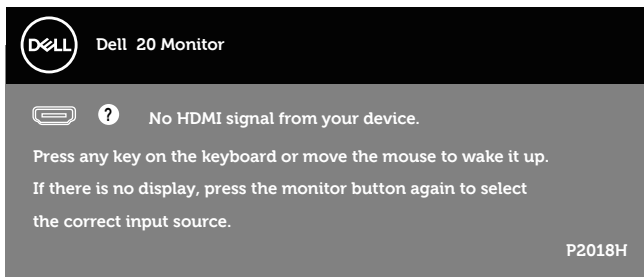 DELL
Dell 20 Monitor
? No HDMI signal from your device.
Press any key on the keyboard or move the mouse to wake it up.
If there is no display, press the monitor button again to select
the correct input source.
P2018H